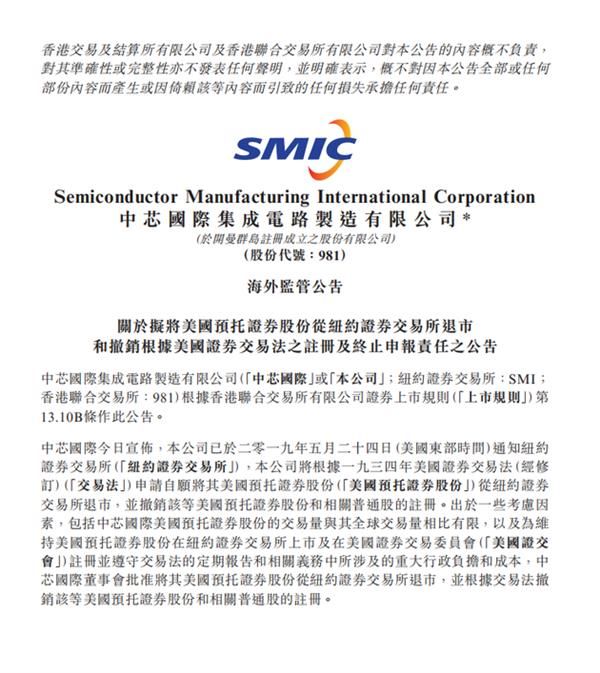 香港交易及結算所有限公司及香港聯合交易所有限公司對本公告的內容概不負責，
對其準確性或完整性亦不發表任何聲明，並明確表示，概不對因本公告全部或任何
部份內容而產生或因倚賴該等內容而引致的任何損失承擔任何責任。
SMIC
Semiconductor Manufacturing International Corporation
中芯國際集成電路製造有限公司*
(於開曼群島註冊成立之股份有限公司)
(股份代號：981)
海外監管公告
關於擬將美國預托證券股份從紐約證券交易所退市
和撤銷根據美國證券交易法之註冊及終止申報責任之公告
中芯國際集成電路製造有限公司(「中芯國際」或「本公司」；紐約證券交易所：SMI；
香港聯交所：981)根據香港聯合交易所有限公司證券上市規則(「上市規則」)第
13.10B條作此公告。
中芯國際今日宣佈，本公司已於二零一九年五月二十四日(美國東部時間)通知紐約
證券交易所(「紐約證券交易所」)，本公司將根據一九三四年美國證券交易法(經修
訂)(「交易法」)申請自願將其美國預托證券股份(「美國預托證券股份」)從紐約證券
交易所退市，並撤銷該等美國預托證券股份和相關普通股的註冊。出於一些考慮因
素，包括中芯國際美國預托證券股份的交易量與其全球交易量相比有限，以及為維
持美國預托證券股份在紐約證券交易所上市及在美國證券交易委員會(「美國證交
會」)註冊並遵守交易法的定期報告和相關義務中所涉及的重大行政負擔和成本，中
芯國際董事會批准將其美國預托證券股份從紐約證券交易所退市，並根據交易法撤
銷該等美國預托證券股份和相關普通股的註冊。